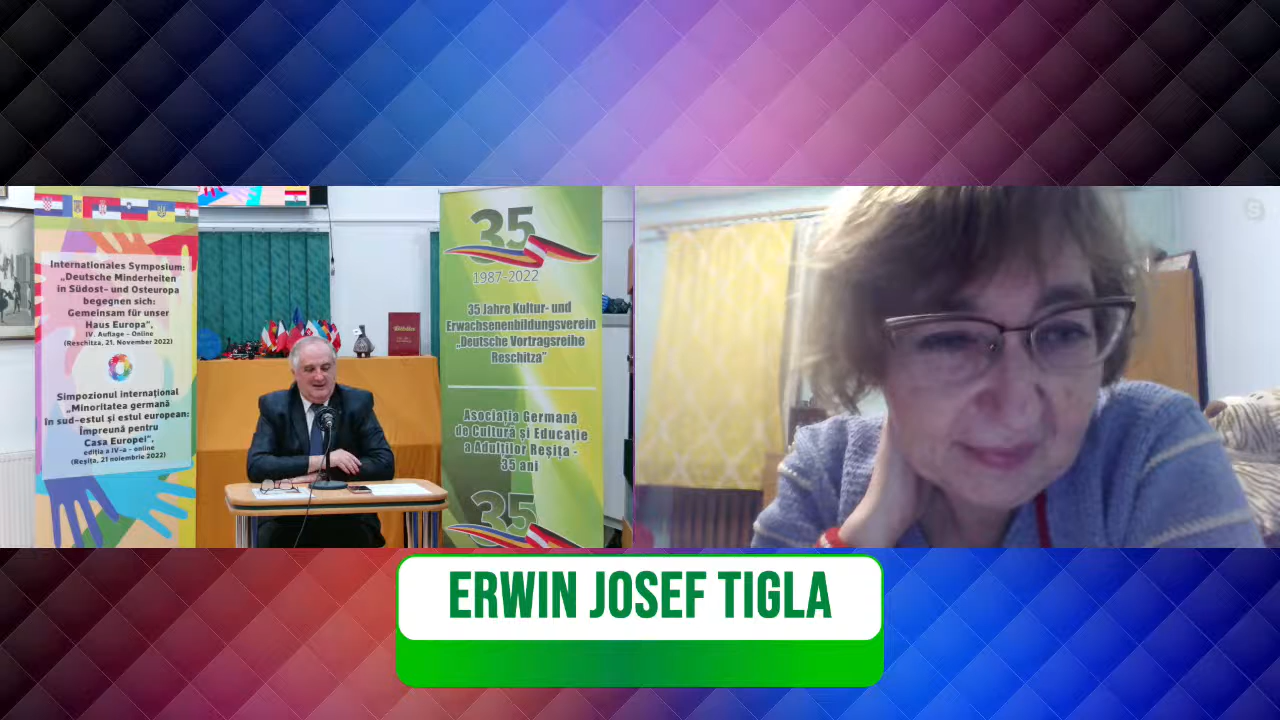 Internationales Symposium:
„Deutsche Minderheiten
in Südost- und Osteuropa
begegnen sich:
Gemeinsam für unser
Haus Europa”,
IV. Auflage - Online
(Reschitza, 21. November 2022)
Simpozionul internațional
„Minoritatea germană
în sud-estul și estul european:
Împreună pentru
Casa Europei”,
ediția a IV-a - online
(Reșița, 21 noiembrie 2022)
35
1987-2022
35 Jahre Kultur- und
Erwachsenenbildungsverein
„Deutsche Vortragsreihe
Reschitza”
Asociația Germană
de Cultură și Educație
a Adulților Reșița -
35 ani
35
ERWIN JOSEF TIGLA